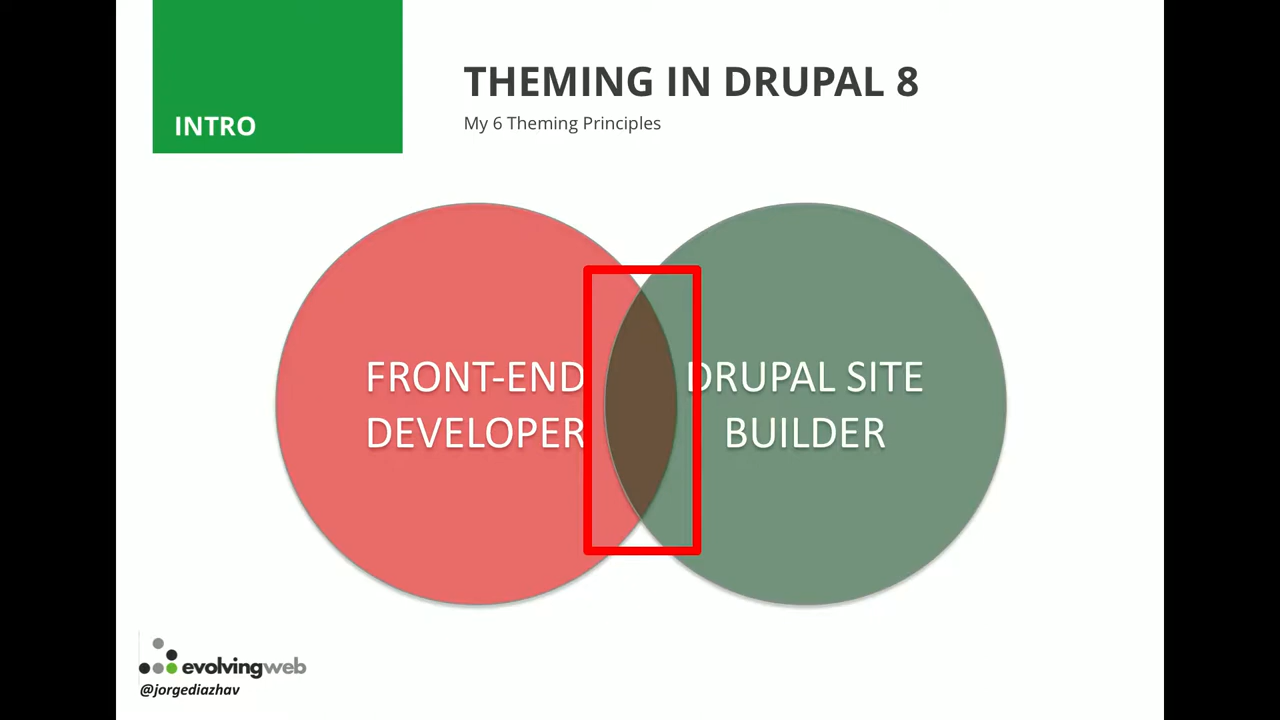 INTRO
THEMING IN DRUPAL 8
My 6 Theming Principles
FRONT-END
DEVELOPER
DRUPAL SITE
BUILDER
evolvingweb
@jorgediazhav